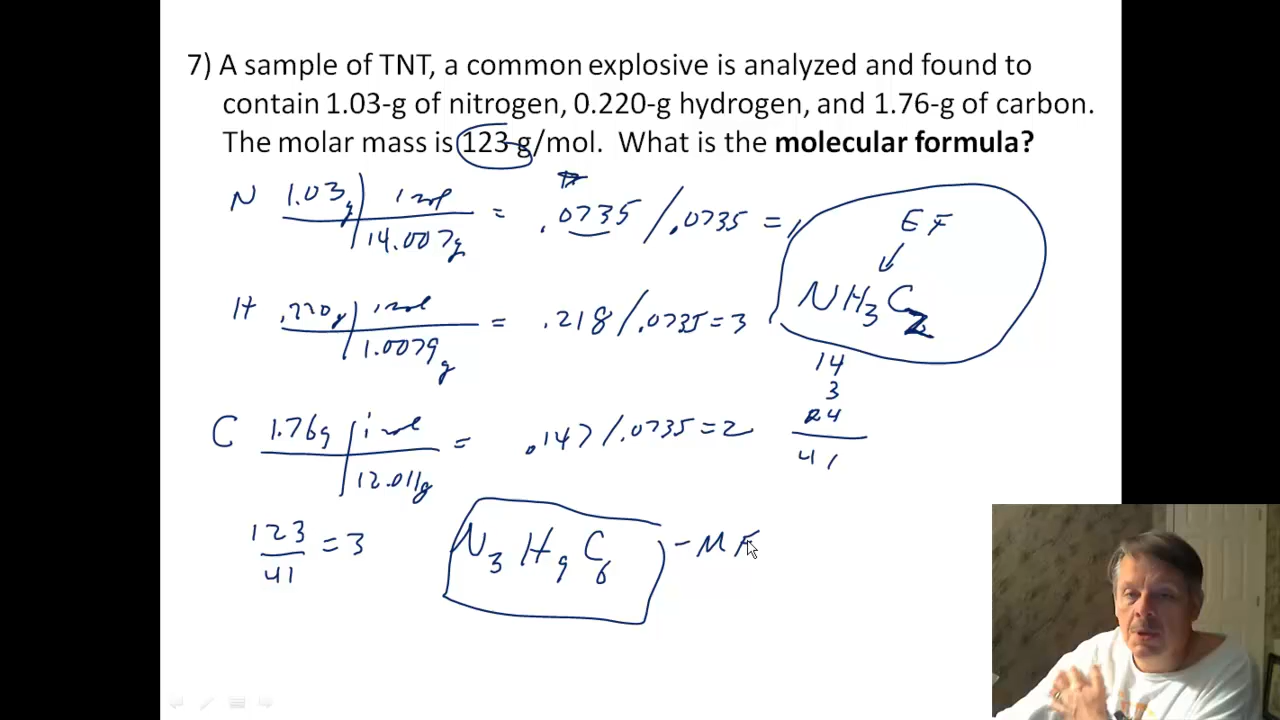 7) A sample of TNT, a common explosive is analyzed and found to
contain 1.03-g of nitrogen, 0.220-g hydrogen, and 1.76-g of carbon.
The molar mass is 123 g/mol. What is the molecular formula?
N 1.03g | 1 mol / 14.007g = .0735 / .0735 = 1
H .220g | 1 mol / 1.0079g = .218 / .0735 = 3
C 1.76g | 1 mol / 12.011g = .147 / .0735 = 2
EF
NH3C2
14
3
24
41
123 / 41 = 3
N3 H9 C6 - MF